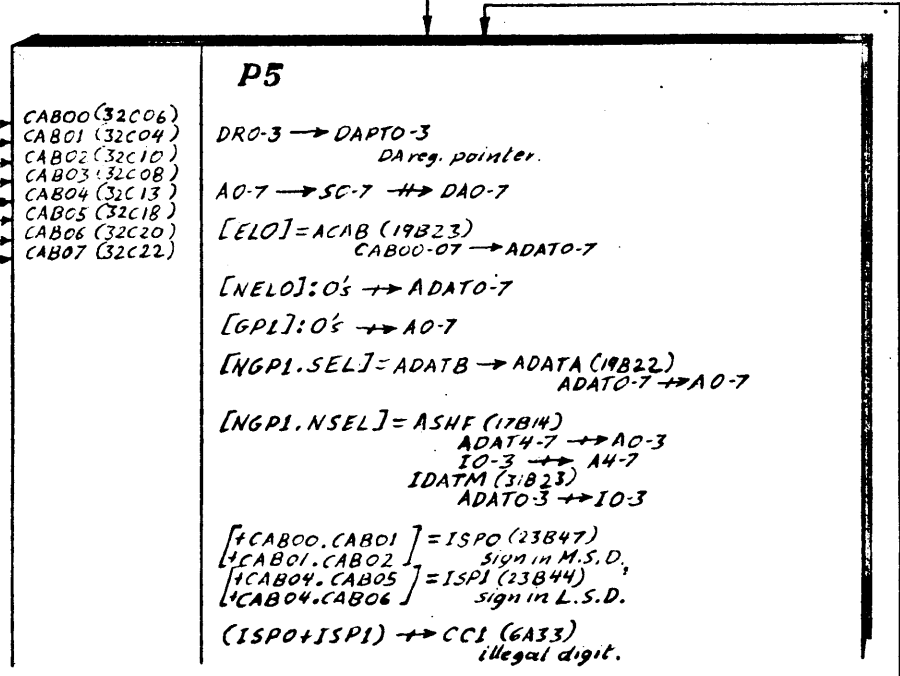 P5
CAB00 (32C06)
CAB01 (32C04)
CAB02 (32C10)
CAB03 (32C08)
CAB04 (32C13)
CAB05 (32C18)
CAB06 (32C20)
CAB07 (32C22)
DR0-3 → DAPT0-3
DA reg. pointer.
A0-7 → SC-7 ⇸ DA0-7
[EL0]=ACAB (19B23)
CAB00-07 → ADAT0-7
[NEL0]:0's ⇸ ADAT0-7
[GP1]:0's ⇸ A0-7
[NGP1.SEL]=ADATB → ADATA (19B22)
ADAT0-7 ⇸ A0-7
[NGP1.NSEL]=ASHF (17B14)
ADAT4-7 ⇸ A0-3
I0-3 ⇸ A4-7
IDATM (31B23)
ADAT0-3 ⇸ I0-3
[+CAB00.CAB01 ]=ISP0 (23B47)
[+CAB01.CAB02 ] sign in M.S.D.
[+CAB04.CAB05 ]=ISP1 (23B44)
[+CAB04.CAB06 ] sign in L.S.D.
(ISP0+ISP1) ⇸ CC1 (6A33)
illegal digit.